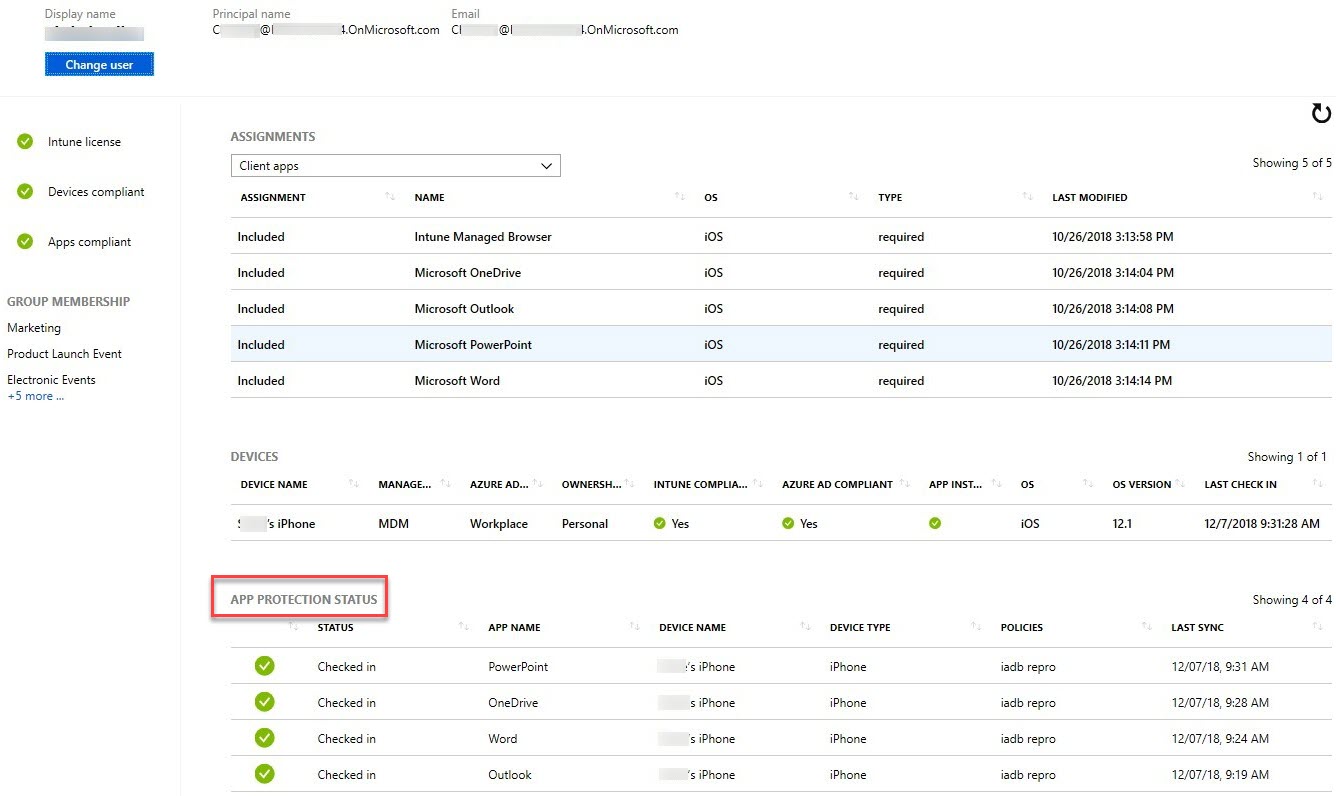 Display name Principal name Email
C @ 4.OnMicrosoft.com Cl @ .OnMicrosoft.com
Change user
Intune license
Devices compliant
Apps compliant
GROUP MEMBERSHIP
Marketing
Product Launch Event
Electronic Events
+5 more ...
ASSIGNMENTS
Client apps
Showing 5 of 5
ASSIGNMENT NAME OS TYPE LAST MODIFIED
Included Intune Managed Browser iOS required 10/26/2018 3:13:58 PM
Included Microsoft OneDrive iOS required 10/26/2018 3:14:04 PM
Included Microsoft Outlook iOS required 10/26/2018 3:14:08 PM
Included Microsoft PowerPoint iOS required 10/26/2018 3:14:11 PM
Included Microsoft Word iOS required 10/26/2018 3:14:14 PM
DEVICES Showing 1 of 1
DEVICE NAME MANAGE... AZURE AD... OWNERSH... INTUNE COMPLIA... AZURE AD COMPLIANT APP INST... OS OS VERSION LAST CHECK IN
's iPhone MDM Workplace Personal Yes Yes iOS 12.1 12/7/2018 9:31:28 AM
APP PROTECTION STATUS Showing 4 of 4
STATUS APP NAME DEVICE NAME DEVICE TYPE POLICIES LAST SYNC
Checked in PowerPoint 's iPhone iPhone iadb repro 12/07/18, 9:31 AM
Checked in OneDrive s iPhone iPhone iadb repro 12/07/18, 9:28 AM
Checked in Word 's iPhone iPhone iadb repro 12/07/18, 9:24 AM
Checked in Outlook 's iPhone iPhone iadb repro 12/07/18, 9:19 AM